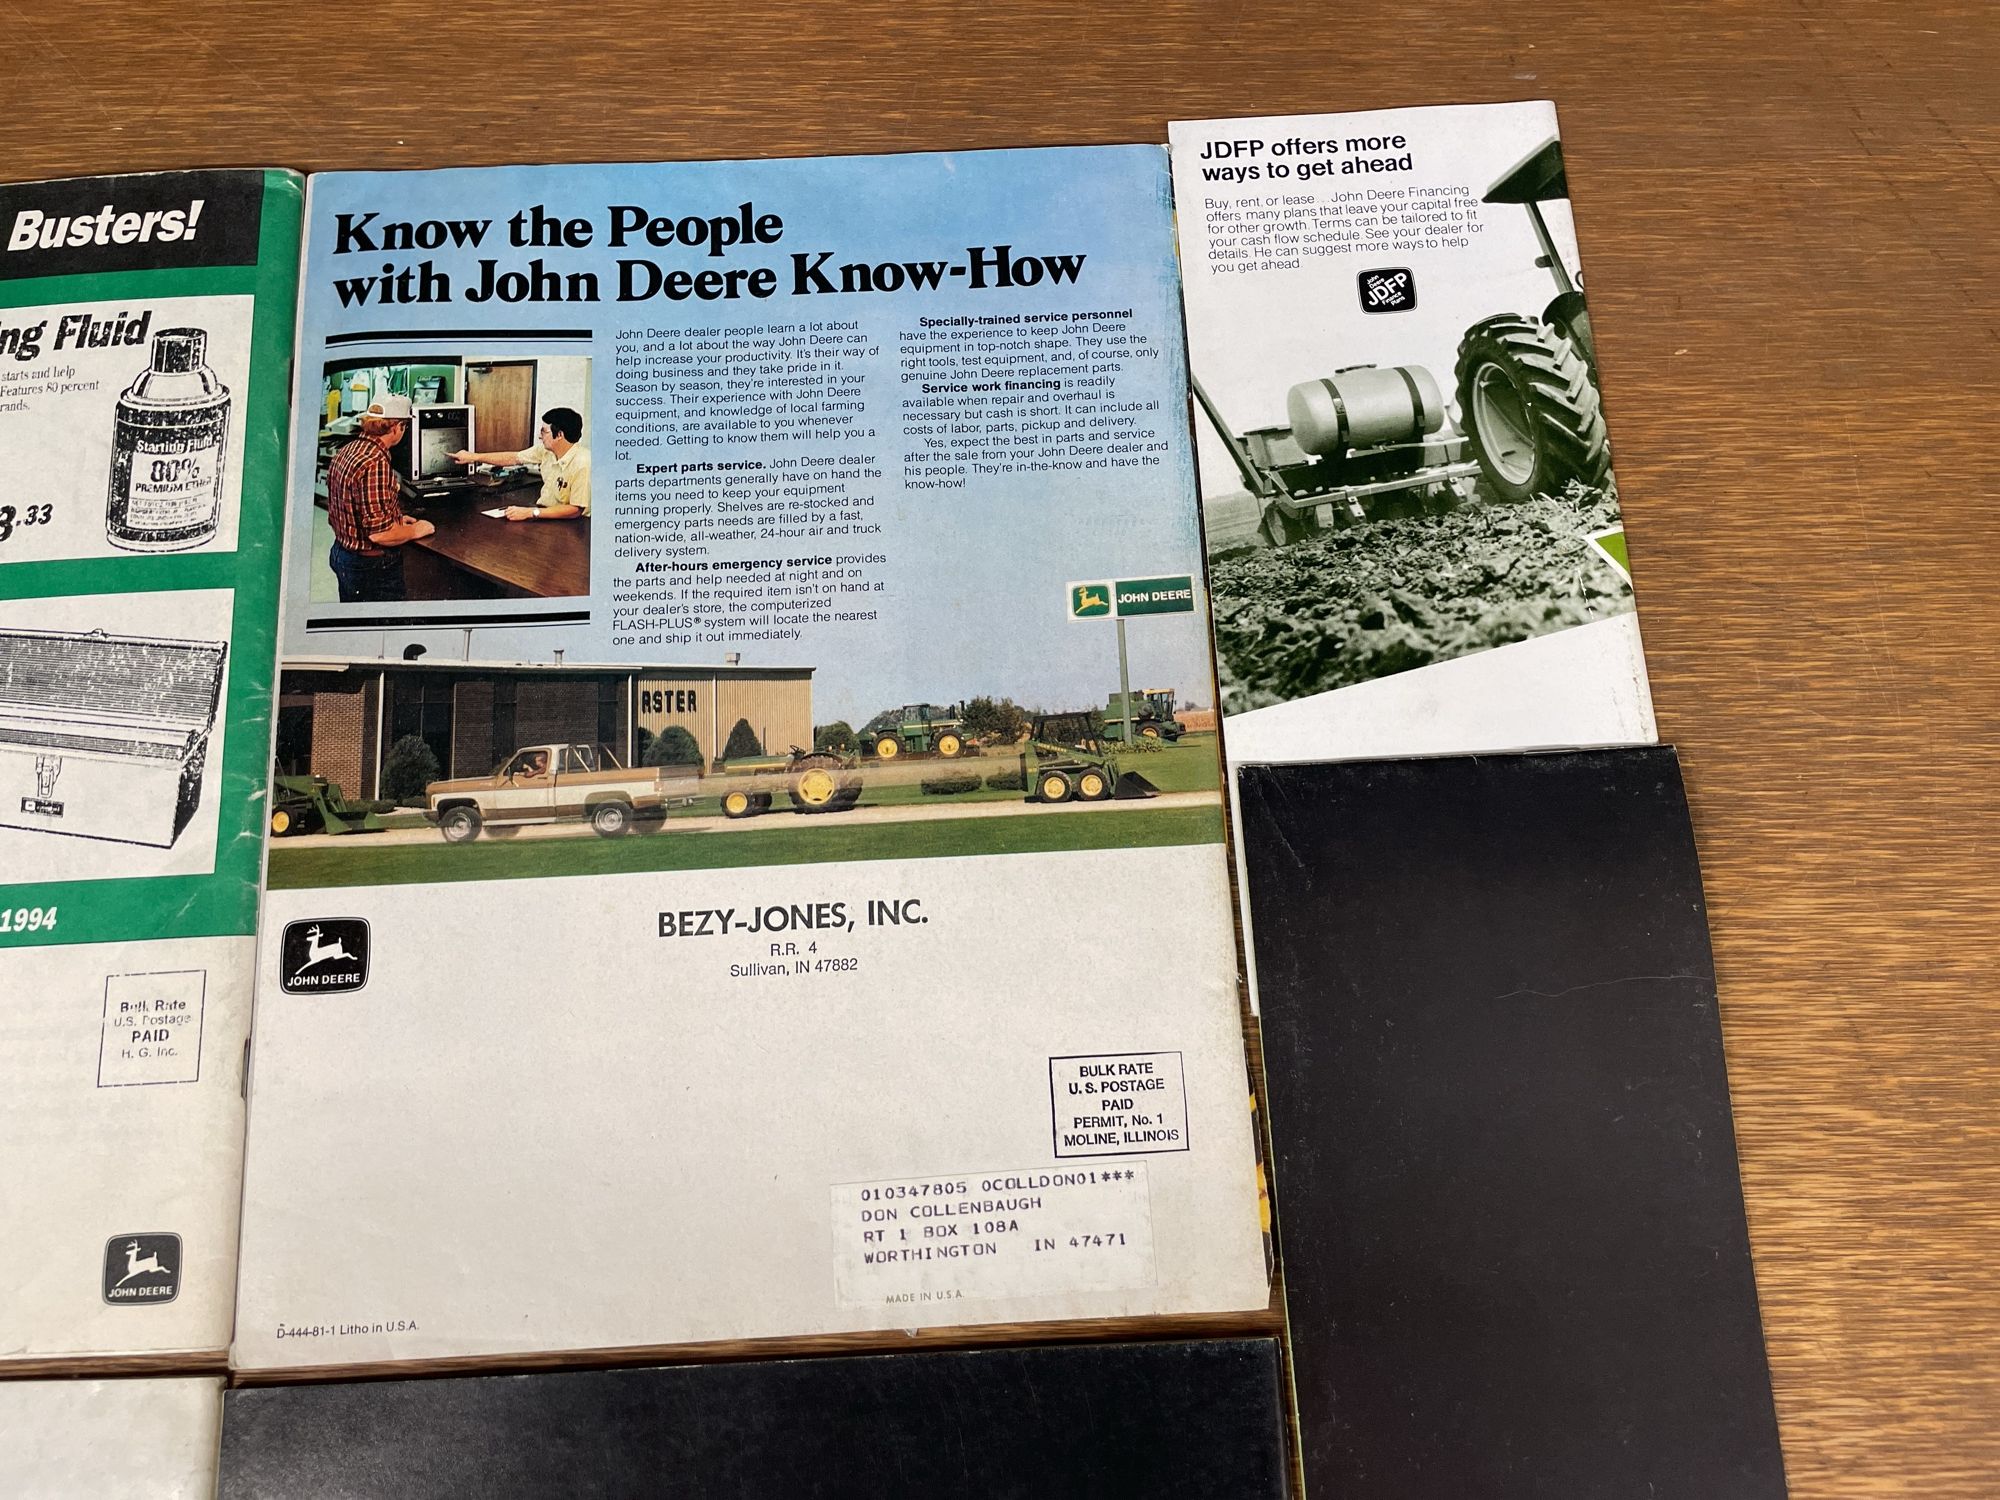 Busters!
Fluid
starts and help
Features 80 percent
Starting Fluid
80%
PREMIUM ETHER
.33
1994
Bulk Rate
U.S. Postage
PAID
H. G. Inc.
JOHN DEERE
Know the People
with John Deere Know-How
John Deere dealer people learn a lot about
you, and a lot about the way John Deere can
help increase your productivity. It's their way of
doing business and they take pride in it.
Season by season, they're interested in your
success. Their experience with John Deere
equipment, and knowledge of local farming
conditions, are available to you whenever
needed. Getting to know them will help you a
lot.
Expert parts service. John Deere dealer
parts departments generally have on hand the
items you need to keep your equipment
running properly. Shelves are re-stocked and
emergency parts needs are filled by a fast,
nation-wide, all-weather, 24-hour air and truck
delivery system.
After-hours emergency service provides
the parts and help needed at night and on
weekends. If the required item isn't on hand at
your dealer's store, the computerized
FLASH-PLUS® system will locate the nearest
one and ship it out immediately.
Specially-trained service personnel
have the experience to keep John Deere
equipment in top-notch shape. They use the
right tools, test equipment, and, of course, only
genuine John Deere replacement parts.
Service work financing is readily
available when repair and overhaul is
necessary but cash is short. It can include all
costs of labor, parts, pickup and delivery.
Yes, expect the best in parts and service
after the sale from your John Deere dealer and
his people. They're in-the-know and have the
know-how!
JOHN DEERE
RSTER
JOHN DEERE
BEZY-JONES, INC.
R.R. 4
Sullivan, IN 47882
BULK RATE
U. S. POSTAGE
PAID
PERMIT, No. 1
MOLINE, ILLINOIS
010347805 OCOLLDON01***
DON COLLENBAUGH
RT 1 BOX 108A
WORTHINGTON IN 47471
MADE IN U.S.A.
D-444-81-1 Litho in U.S.A.
JDFP offers more
ways to get ahead
Buy, rent, or lease... John Deere Financing
offers many plans that leave your capital free
for other growth. Terms can be tailored to fit
your cash flow schedule. See your dealer for
details. He can suggest more ways to help
you get ahead.
John
Deere
JDFP
Finance
Plans